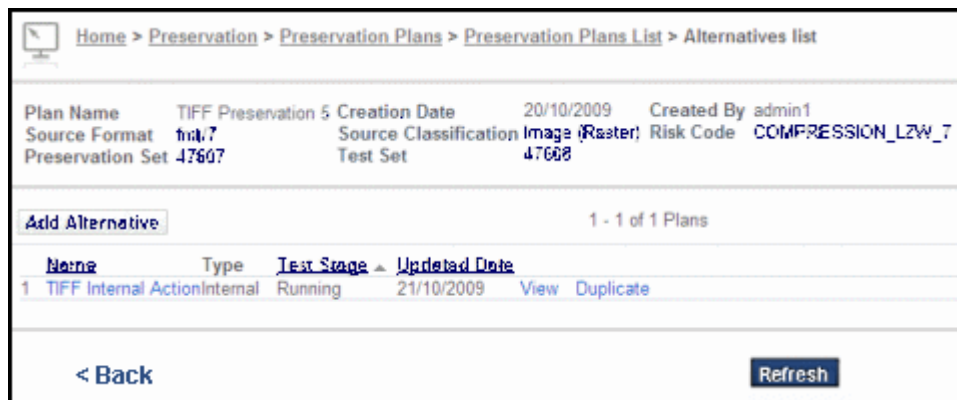 Home > Preservation > Preservation Plans > Preservation Plans List > Alternatives list
Plan Name TIFF Preservation 5 Creation Date 20/10/2009 Created By admin1
Source Format fmt/7 Source Classification Image (Raster) Risk Code COMPRESSION_LZW_7
Preservation Set 47607 Test Set 47608
Add Alternative 1 - 1 of 1 Plans
Name Type Test Stage Updated Date
1 TIFF Internal Action Internal Running 21/10/2009 View Duplicate
< Back Refresh